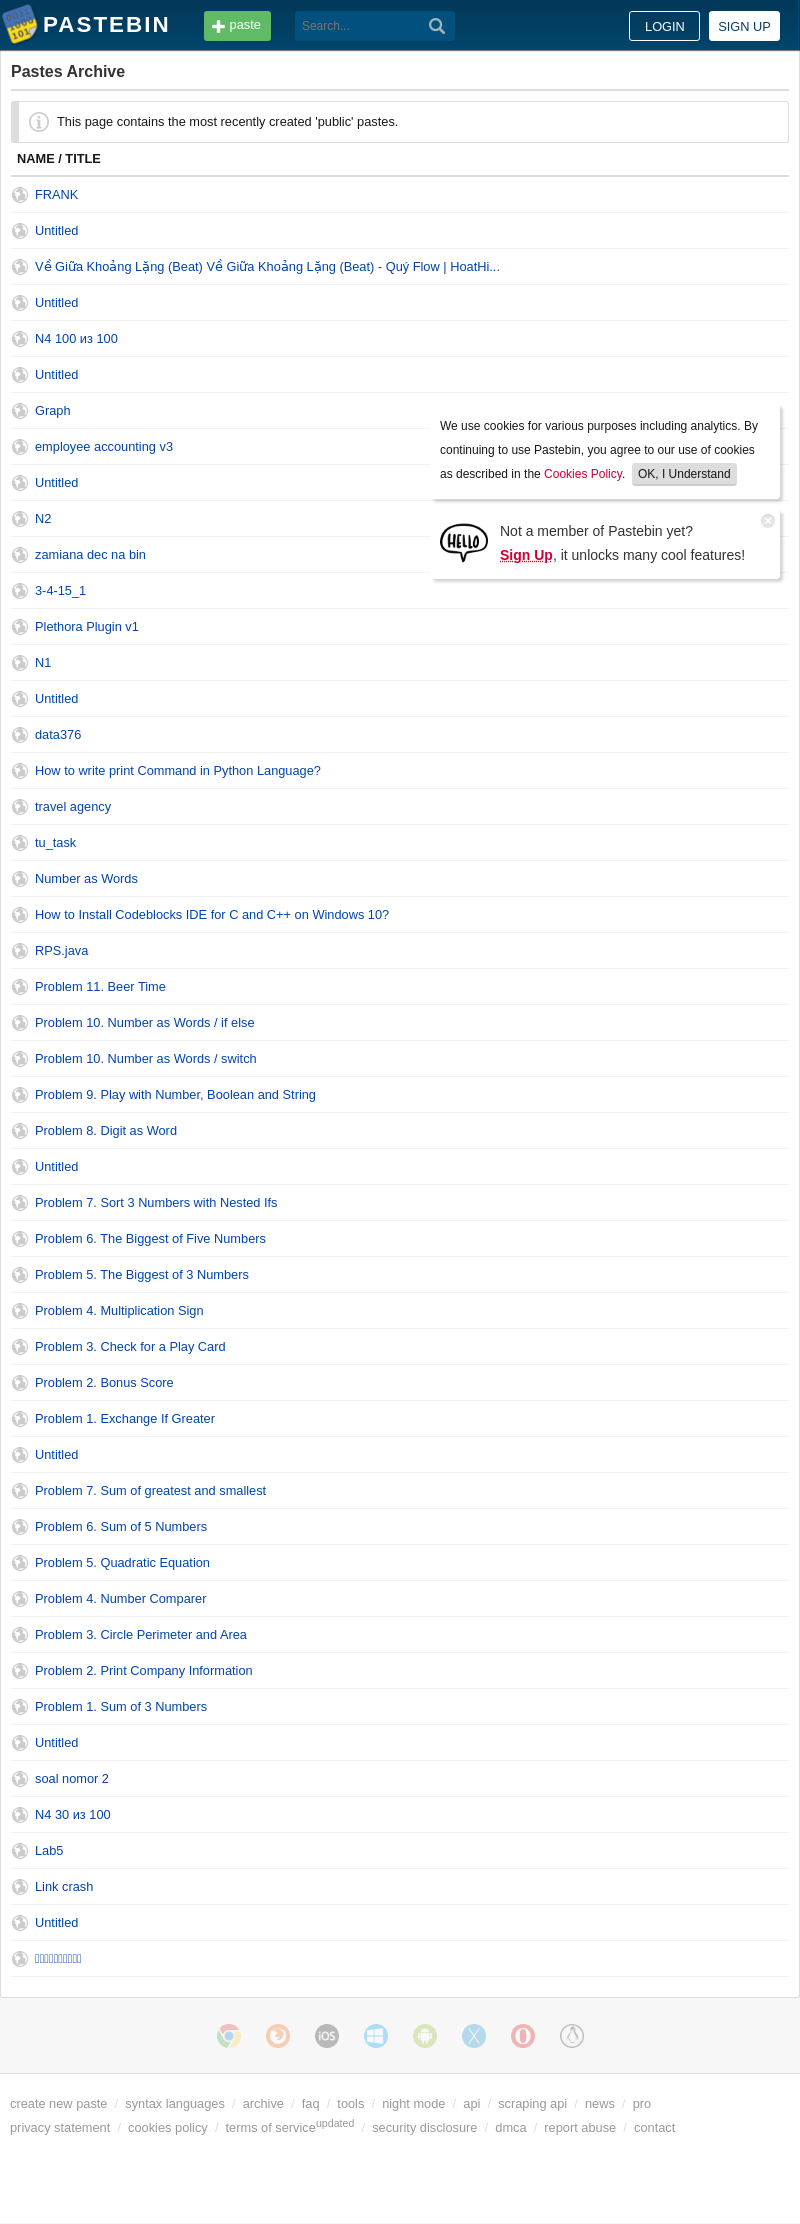 PASTEBIN
paste
Search...
LOGIN
SIGN UP
Pastes Archive
This page contains the most recently created 'public' pastes.
NAME / TITLE
FRANK
Untitled
Về Giữa Khoảng Lặng (Beat) Về Giữa Khoảng Lặng (Beat) - Quý Flow | HoatHi...
Untitled
N4 100 из 100
Untitled
Graph
employee accounting v3
Untitled
N2
zamiana dec na bin
3-4-15_1
We use cookies for various purposes including analytics. By
continuing to use Pastebin, you agree to our use of cookies
as described in the Cookies Policy. OK, I Understand
HELLO
Not a member of Pastebin yet?
Sign Up, it unlocks many cool features!
Plethora Plugin v1
N1
Untitled
data376
How to write print Command in Python Language?
travel agency
tu_task
Number as Words
How to Install Codeblocks IDE for C and C++ on Windows 10?
RPS.java
Problem 11. Beer Time
Problem 10. Number as Words / if else
Problem 10. Number as Words / switch
Problem 9. Play with Number, Boolean and String
Problem 8. Digit as Word
Untitled
Problem 7. Sort 3 Numbers with Nested Ifs
Problem 6. The Biggest of Five Numbers
Problem 5. The Biggest of 3 Numbers
Problem 4. Multiplication Sign
Problem 3. Check for a Play Card
Problem 2. Bonus Score
Problem 1. Exchange If Greater
Untitled
Problem 7. Sum of greatest and smallest
Problem 6. Sum of 5 Numbers
Problem 5. Quadratic Equation
Problem 4. Number Comparer
Problem 3. Circle Perimeter and Area
Problem 2. Print Company Information
Problem 1. Sum of 3 Numbers
Untitled
soal nomor 2
N4 30 из 100
Lab5
Link crash
Untitled
iOS
create new paste / syntax languages / archive / faq / tools / night mode / api / scraping api / news / pro
privacy statement / cookies policy / terms of service updated / security disclosure / dmca / report abuse / contact